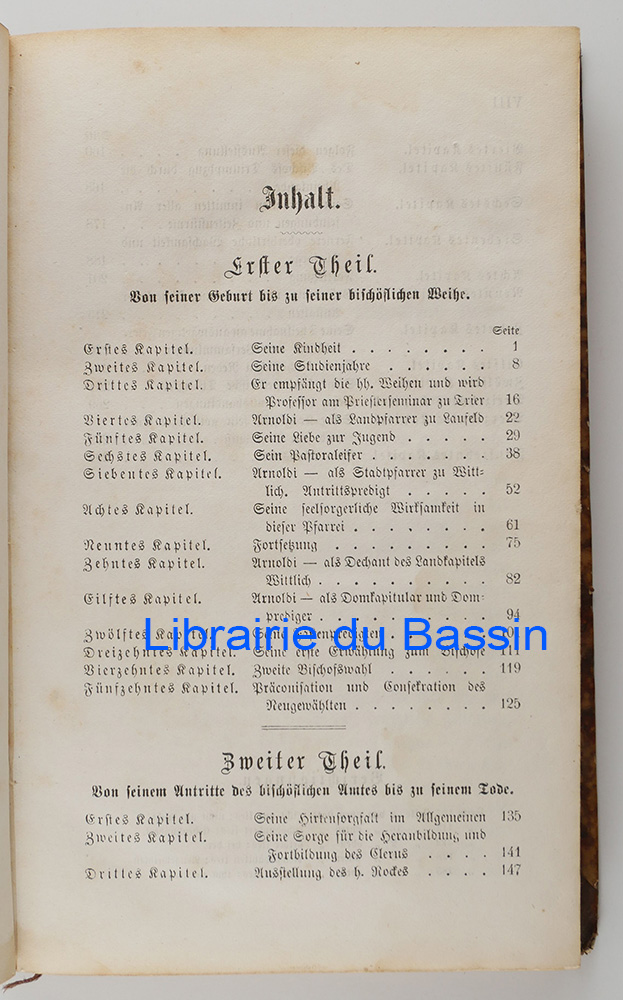 Inhalt.
Erster Theil.
Von seiner Geburt bis zu seiner bischöflichen Weihe.
Seite
Erstes Kapitel. Seine Kindheit . . . . . . . 1
Zweites Kapitel. Seine Studienjahre . . . . . . 8
Drittes Kapitel. Er empfängt die hh. Weihen und wird
Professor am Priesterseminar zu Trier 16
Viertes Kapitel. Arnoldi — als Landpfarrer zu Laufeld 22
Fünftes Kapitel. Seine Liebe zur Jugend . . . . . 29
Sechstes Kapitel. Sein Pastoraleifer . . . . . . . 38
Siebentes Kapitel. Arnoldi — als Stadtpfarrer zu Witt-
lich. Antrittspredigt . . . . . 52
Achtes Kapitel. Seine seelsorgerliche Wirksamkeit in
dieser Pfarrei . . . . . . . 61
Neuntes Kapitel. Fortsetzung . . . . . . . . . 75
Zehntes Kapitel. Arnoldi — als Dechant des Landkapitels
Wittlich . . . . . . . . . 82
Eilftes Kapitel. Arnoldi — als Domkapitular und Dom-
prediger . . . . . . . . . 94
Zwölftes Kapitel. Seine
Librairie du Bassin
Dreizehntes Kapitel. Seine erste Erwählung zum Bischofe 111
Vierzehntes Kapitel. Zweite Bischofswahl . . . . . . 119
Fünfzehntes Kapitel. Präconisation und Consekration des
Neugewählten . . . . . . . 125
Zweiter Theil.
Von seinem Antritte des bischöflichen Amtes bis zu seinem Tode.
Erstes Kapitel. Seine Hirtensorgfalt im Allgemeinen 135
Zweites Kapitel. Seine Sorge für die Heranbildung und
Fortbildung des Clerus . . . . 141
Drittes Kapitel. Ausstellung des h. Rockes . . . . 147